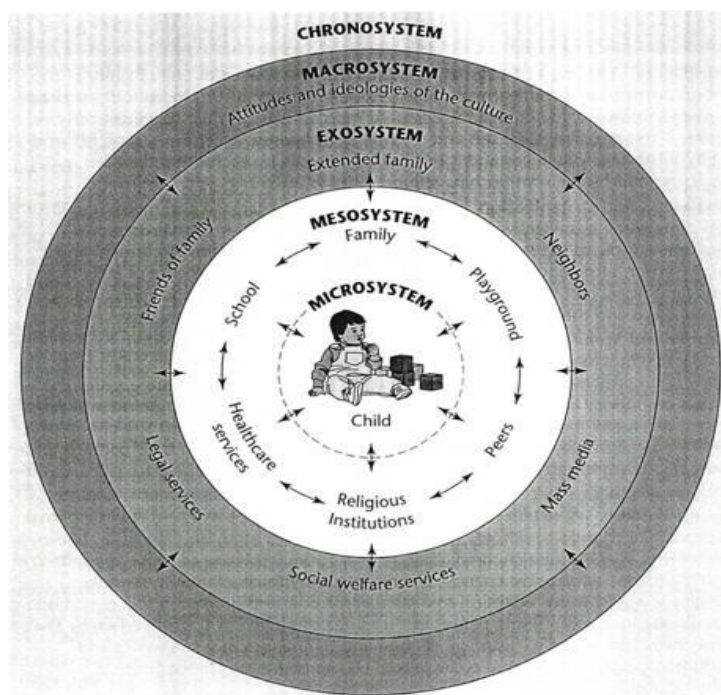 CHRONOSYSTEM
MACROSYSTEM
Attitudes and ideologies of the culture
EXOSYSTEM
Extended family
Friends of family
Neighbors
MESOSYSTEM
Family
School
Playground
MICROSYSTEM
Child
Healthcare
services
Peers
Religious
Institutions
Legal services
Mass media
Social welfare services